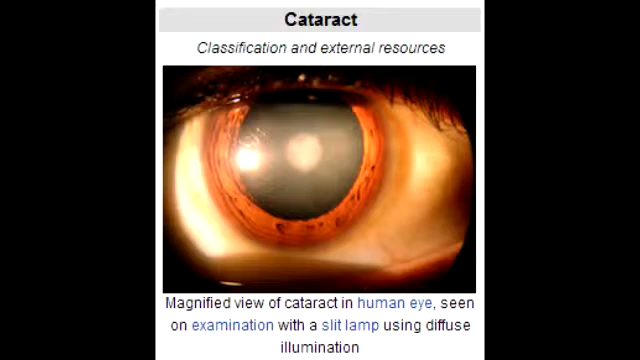 Cataract
Classification and external resources
Magnified view of cataract in human eye, seen
on examination with a slit lamp using diffuse
illumination